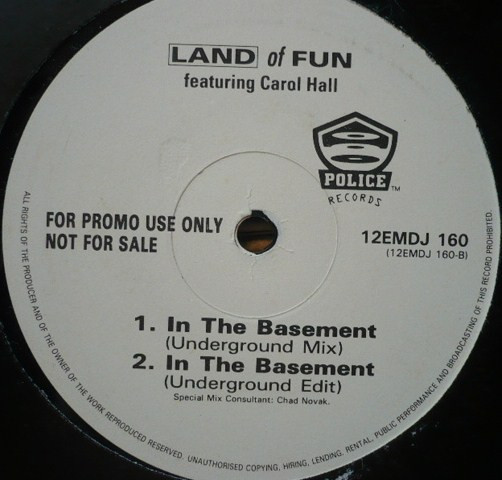 LAND of FUN
featuring Carol Hall
POLICE TM
RECORDS
FOR PROMO USE ONLY
NOT FOR SALE
12EMDJ 160
(12EMDJ 160-B)
1. In The Basement
(Underground Mix)
2. In The Basement
(Underground Edit)
Special Mix Consultant: Chad Novak.
ALL RIGHTS OF THE PRODUCER AND OF THE OWNER OF THE WORK REPRODUCED RESERVED. UNAUTHORISED COPYING, HIRING, LENDING, RENTAL, PUBLIC PERFORMANCE AND BROADCASTING OF THIS RECORD PROHIBITED.